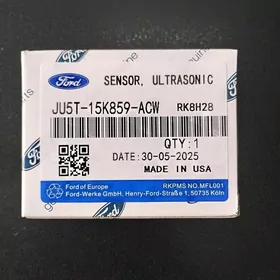 Ford
SENSOR, ULTRASONIC
JU5T-15K859-ACW RK8H28
QTY:1
DATE:30-05-2025
MADE IN USA
Ford of Europe
Ford-Werke GmbH, Henry-Ford-Straße 1, 50735 Köln
RKPMS NO.MFL001